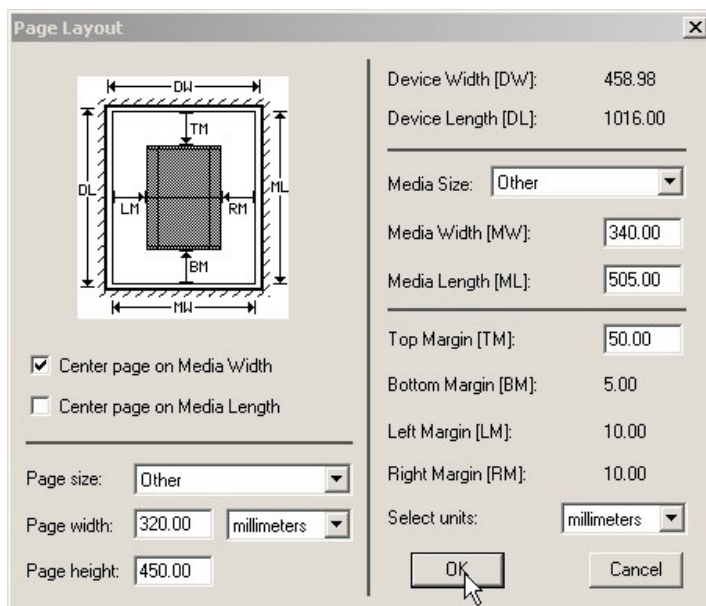 Page Layout
DW
TM
DL
ML
LM
RM
BM
MW
Center page on Media Width
Center page on Media Length
Page size: Other
Page width: 320.00 millimeters
Page height: 450.00
Device Width [DW]: 458.98
Device Length [DL]: 1016.00
Media Size: Other
Media Width [MW]: 340.00
Media Length [ML]: 505.00
Top Margin [TM]: 50.00
Bottom Margin [BM]: 5.00
Left Margin [LM]: 10.00
Right Margin [RM]: 10.00
Select units: millimeters
OK Cancel